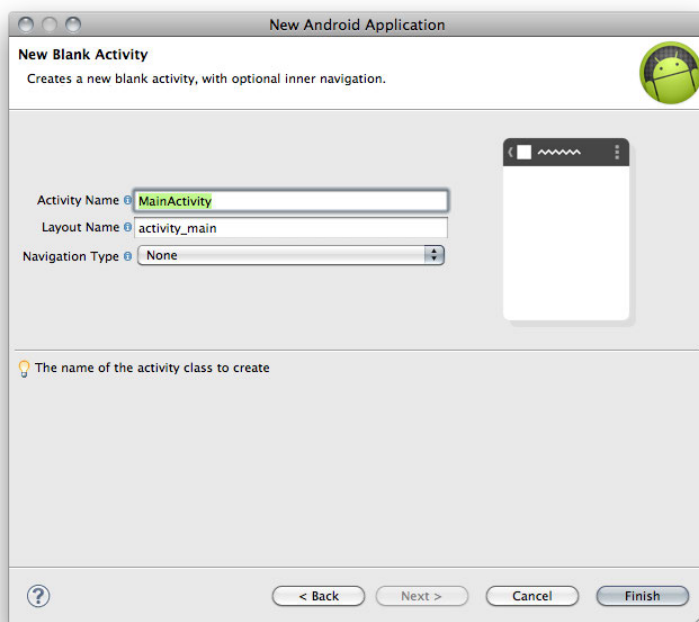 New Android Application
New Blank Activity
Creates a new blank activity, with optional inner navigation.
Activity Name MainActivity
Layout Name activity_main
Navigation Type None
The name of the activity class to create
? < Back Next > Cancel Finish